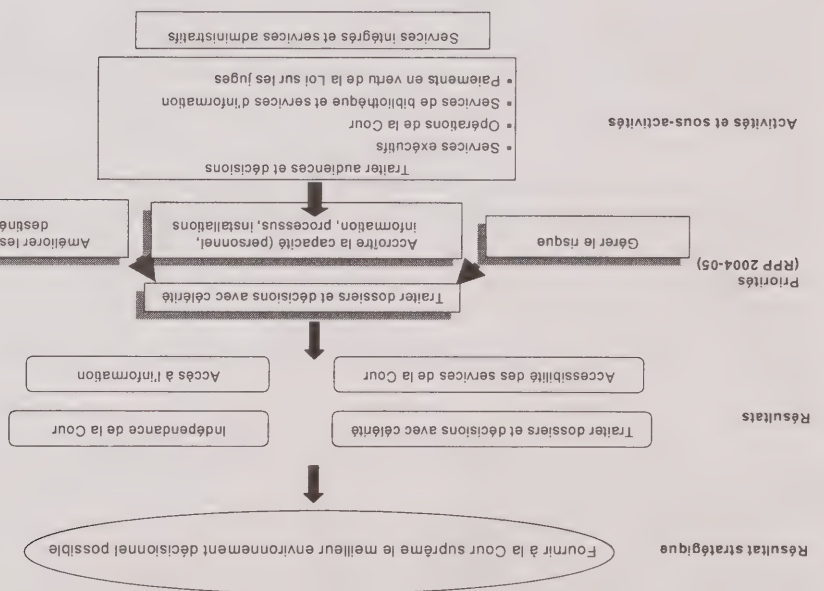 Résultat stratégique
Fournir à la Cour suprême le meilleur environnement décisionnel possible
Résultats
Traiter dossiers et décisions avec célérité
Indépendance de la Cour
Accessibilité des services de la Cour
Accès à l'information
Priorités
(RPP 2004-05)
Traiter dossiers et décisions avec célérité
Gérer le risque
Accroître la capacité (personnel,
information, processus, installations
Améliorer les
destiné
Activités et sous-activités
Traiter audiences et décisions
• Services exécutifs
• Opérations de la Cour
• Services de bibliothèque et services d'information
• Paiements en vertu de la Loi sur les juges
Services intégrés et services administratifs